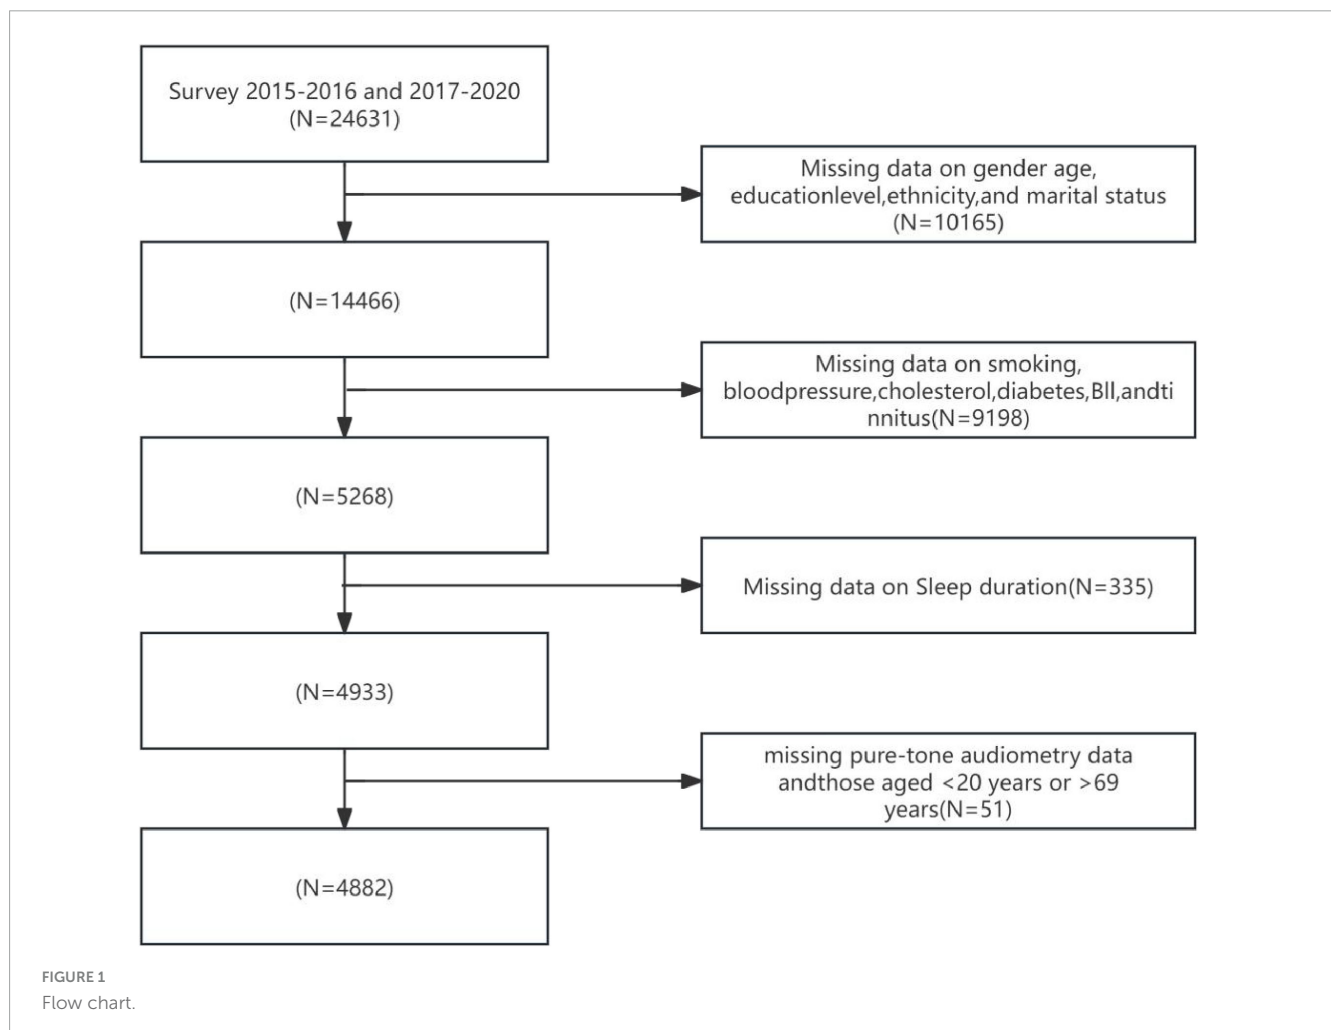 Survey 2015-2016 and 2017-2020
(N=24631)
Missing data on gender age,
educationlevel,ethnicity,and marital status
(N=10165)
(N=14466)
Missing data on smoking,
bloodpressure,cholesterol,diabetes,Bll,andti
nnitus(N=9198)
(N=5268)
Missing data on Sleep duration(N=335)
(N=4933)
missing pure-tone audiometry data
andthose aged <20 years or >69
years(N=51)
(N=4882)
FIGURE 1
Flow chart.